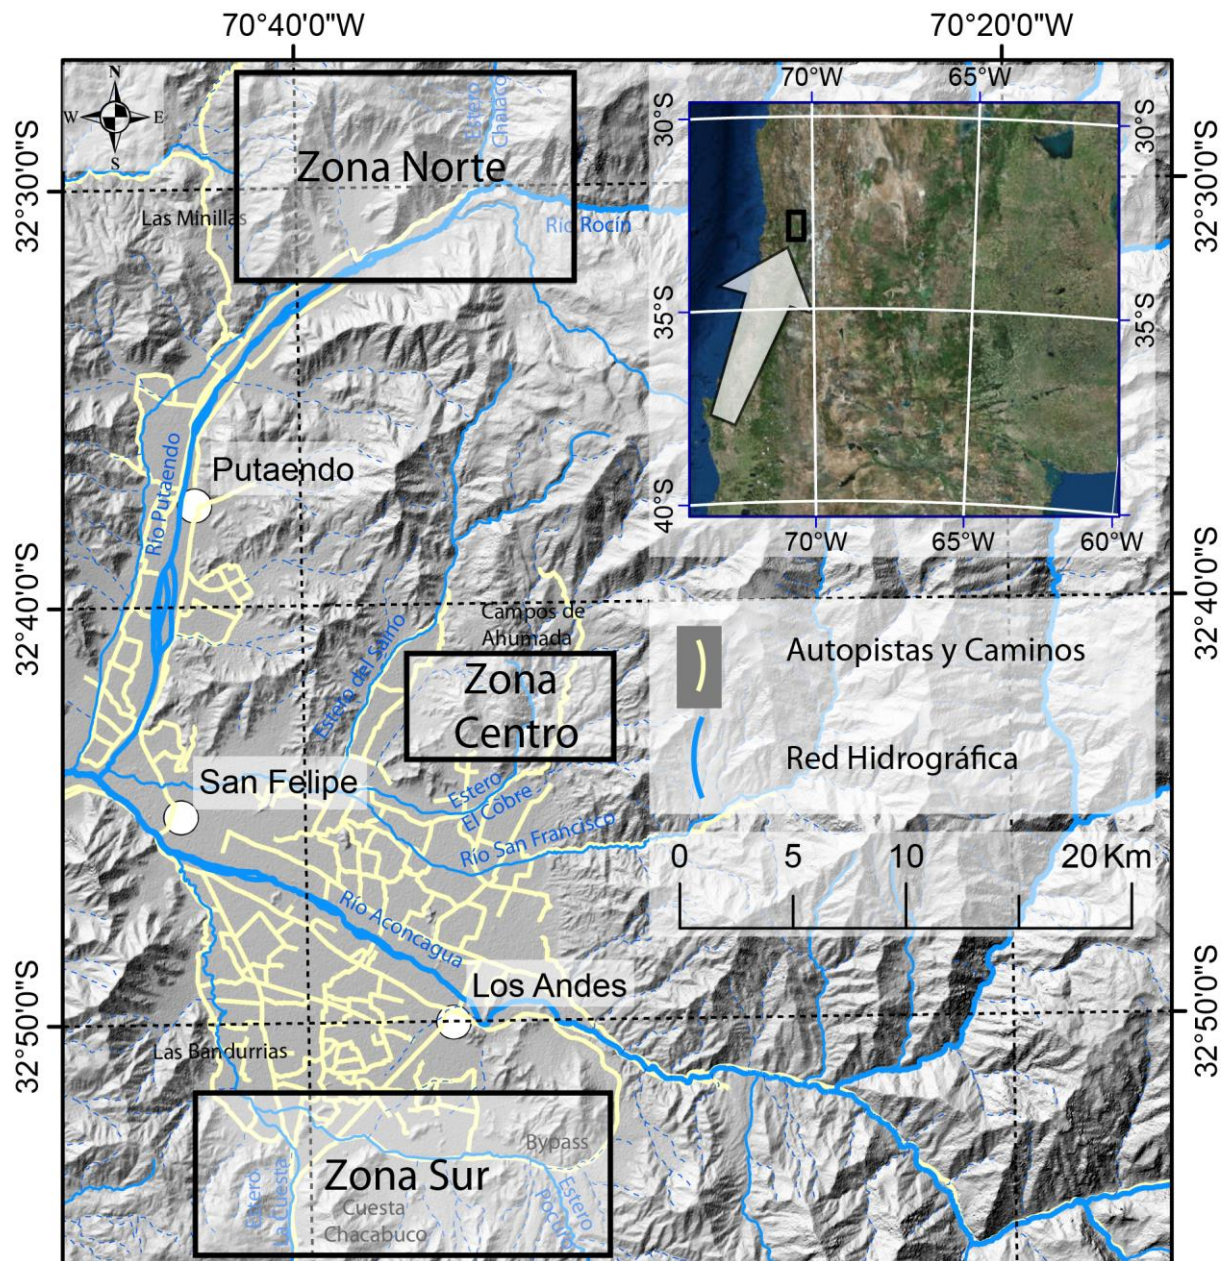 70°40'0"W
70°20'0"W
N
W
E
S
32°30'0"S
32°30'0"S
Zona Norte
Estero
Chalaco
Las Minillas
Río Rocín
70°W
65°W
30°S
30°S
35°S
35°S
40°S
70°W
65°W
60°W
Putaendo
Río Putaendo
32°40'0"S
32°40'0"S
Campos de
Ahumada
Estero del Saino
Zona
Centro
Autopistas y Caminos
Red Hidrográfica
San Felipe
Estero
El Cobre
Río San Francisco
0
5
10
20 Km
Río Aconcagua
Los Andes
32°50'0"S
32°50'0"S
Las Bandurrias
Bypass
Zona Sur
Estero
La Cuesta
Cuesta
Chacabuco
Estero
Pocuro